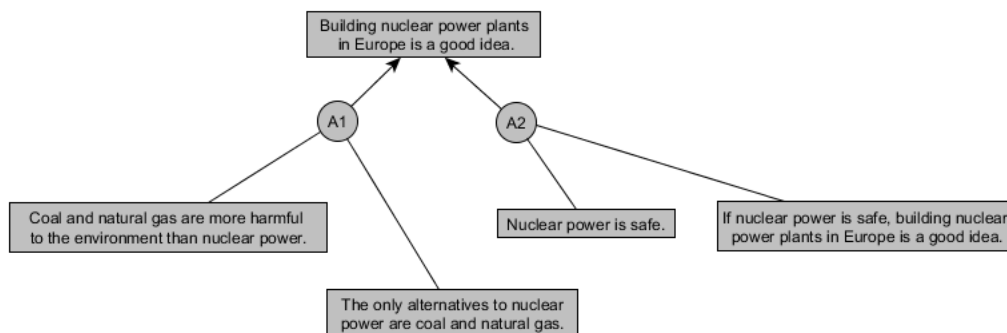 Building nuclear power plants
in Europe is a good idea.
A1
A2
Coal and natural gas are more harmful
to the environment than nuclear power.
Nuclear power is safe.
If nuclear power is safe, building nuclear
power plants in Europe is a good idea.
The only alternatives to nuclear
power are coal and natural gas.